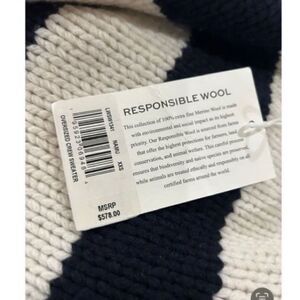 RESPONSIBLE WOOL
This collection of 100% extra fine Merino Wool is made
with environmental and social impact as its highest
priority. Our Responsible Wool is sourced from farms
that offer the highest protections for farmers, land
conservation, and animal welfare. This careful process
ensures that biodiversity and native species are preserved,
while animals are treated ethically and responsibly on all
certified farms around the world.
OVERSIZED CREW SWEATER
XXS
MSRP
$578.00